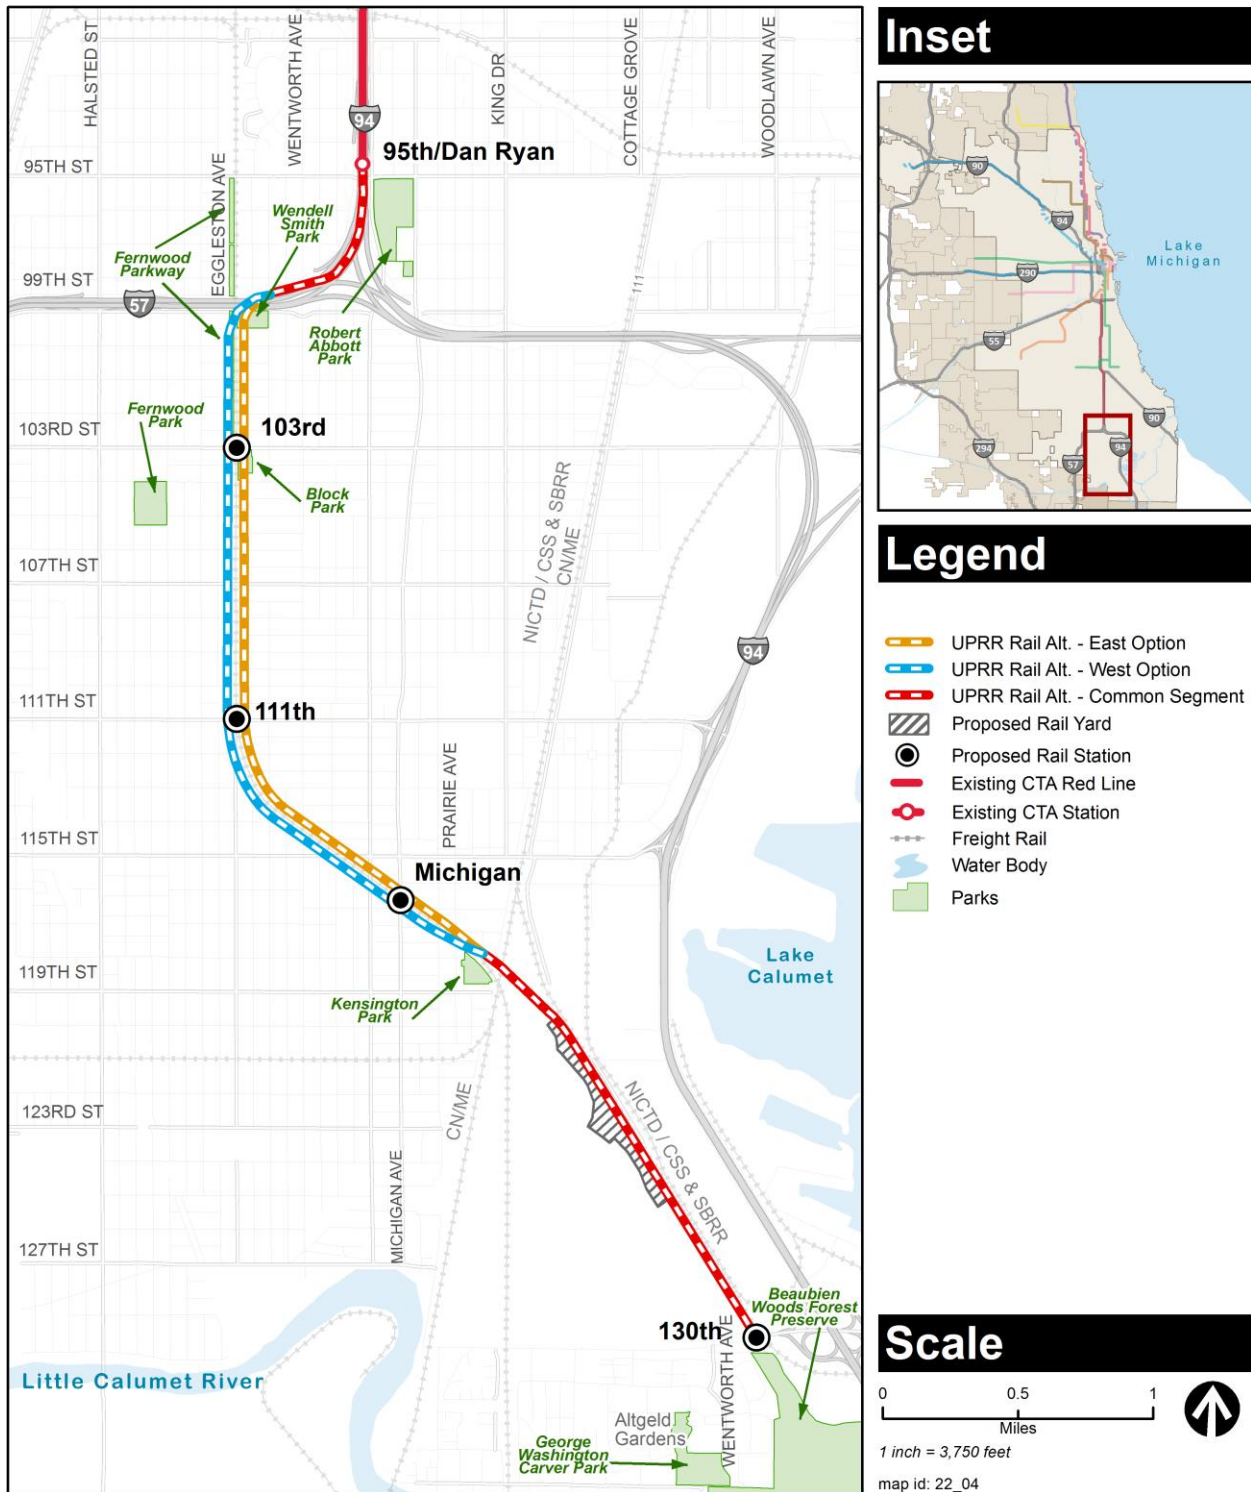 HALSTED ST
WENTWORTH AVE
94
KING DR
COTTAGE GROVE
WOODLAWN AVE
95th/Dan Ryan
95TH ST
EGGLESTON AVE
Wendell
Smith
Park
Fernwood
Parkway
99TH ST
57
111
Robert
Abbott
Park
Fernwood
Park
103RD ST
103rd
Block
Park
NICTD / CSS & SBRR
CN/ME
107TH ST
94
111TH ST
111th
PRAIRIE AVE
115TH ST
Michigan
Lake
Calumet
119TH ST
Kensington
Park
NICTD / CSS & SBRR
CN/ME
123RD ST
MICHIGAN AVE
127TH ST
Beaubien
Woods Forest
Preserve
130th
WENTWORTH AVE
Little Calumet River
Altgeld
Gardens
George
Washington
Carver Park
Inset
90
94
Lake
Michigan
290
55
90
294
57
94
Legend
UPRR Rail Alt. - East Option
UPRR Rail Alt. - West Option
UPRR Rail Alt. - Common Segment
Proposed Rail Yard
Proposed Rail Station
Existing CTA Red Line
Existing CTA Station
Freight Rail
Water Body
Parks
Scale
0 0.5 1
Miles
1 inch = 3,750 feet
map id: 22_04